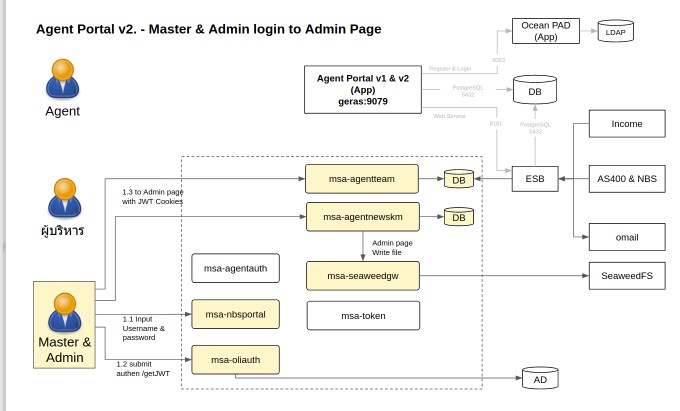 Agent Portal v2. - Master & Admin login to Admin Page
Ocean PAD
(App)
LDAP
9083
Register & Login
Agent Portal v1 & v2
(App)
geras:9079
PostgreSQL
5432
DB
Web Service
8181
PostgreSQL
5432
Agent
Income
ESB
AS400 & NBS
omail
SeaweedFS
1.3 to Admin page
with JWT Cookies
msa-agentteam
DB
msa-agentnewskm
DB
Admin page
Write file
ผู้บริหาร
msa-agentauth
msa-seaweedgw
msa-nbsportal
msa-token
1.1 Input
Username &
password
Master &
Admin
msa-oliauth
1.2 submit
authen /getJWT
AD